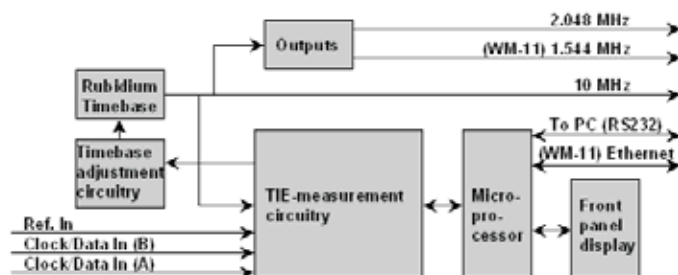 2.048 MHz
Outputs
(WM-11) 1.544 MHz
Rubidium
Timebase
10 MHz
To PC (RS232)
Timebase
adjustment
circuitry
(WM-11) Ethernet
TIE-measurement
circuitry
Micro-
pro-
cessor
Front
panel
display
Ref. In
Clock/Data In (B)
Clock/Data In (A)